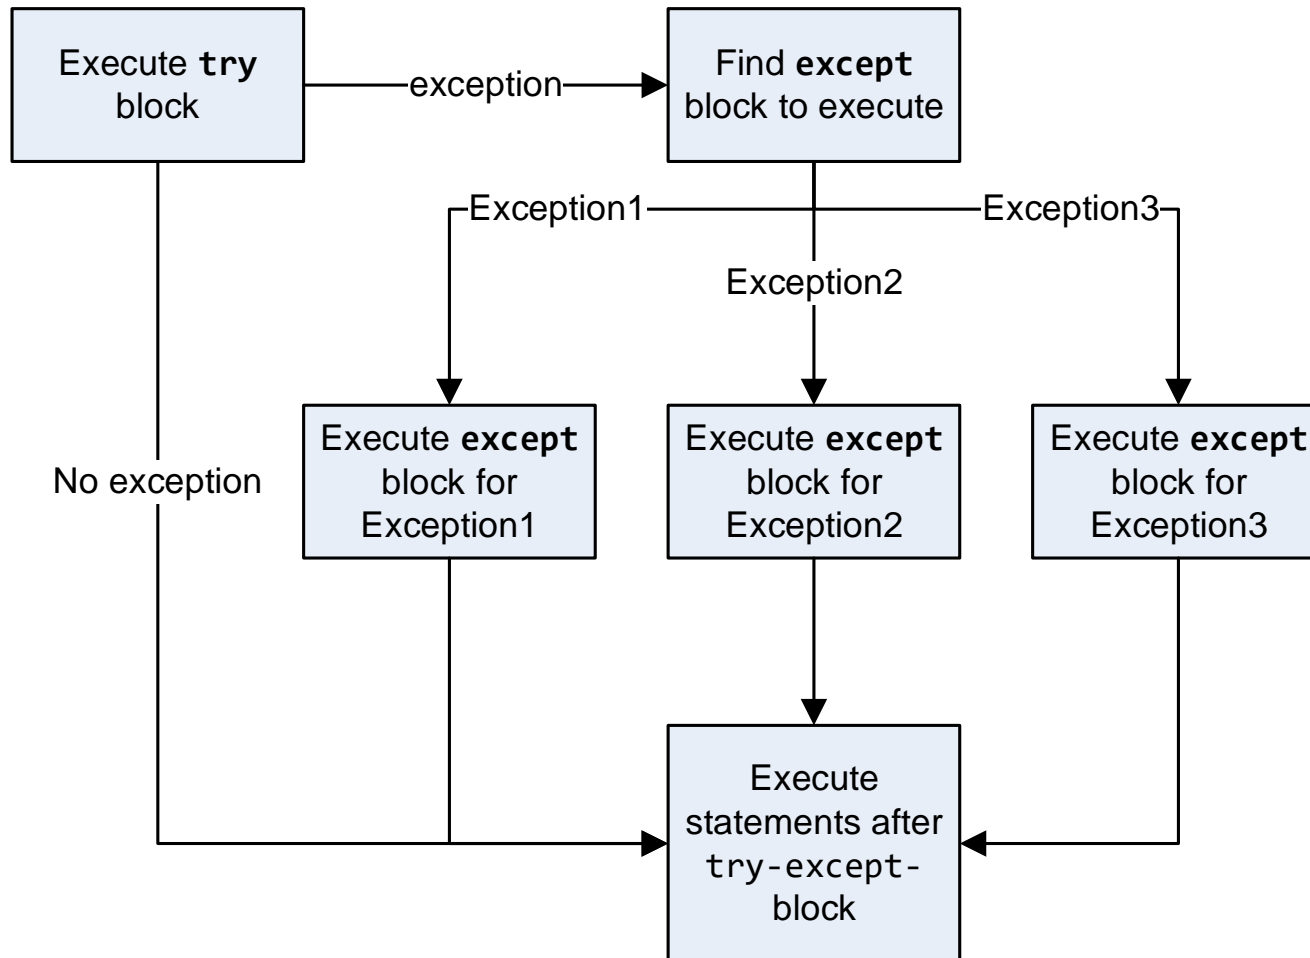 Execute try
block
exception
Find except
block to execute
Exception1
Exception3
Exception2
No exception
Execute except
block for
Exception1
Execute except
block for
Exception2
Execute except
block for
Exception3
Execute
statements after
try-except-
block